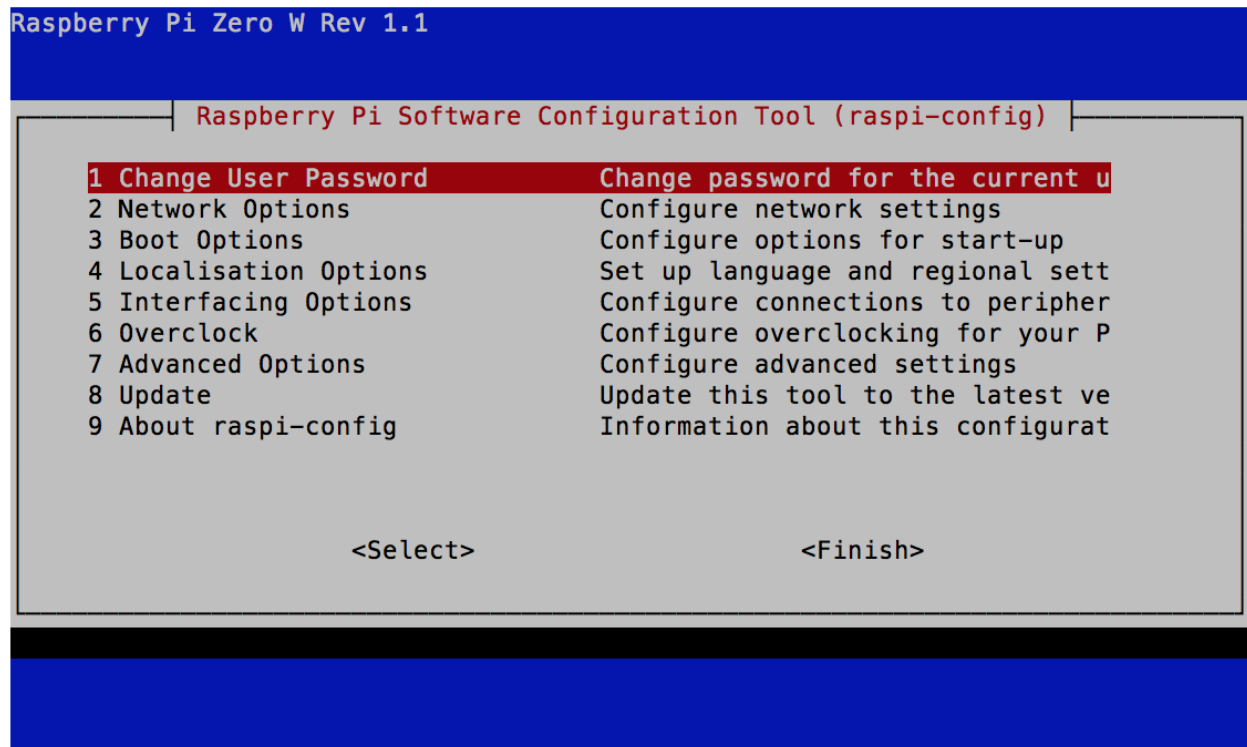 Raspberry Pi Zero W Rev 1.1
Raspberry Pi Software Configuration Tool (raspi-config)
1 Change User Password Change password for the current u
2 Network Options Configure network settings
3 Boot Options Configure options for start-up
4 Localisation Options Set up language and regional sett
5 Interfacing Options Configure connections to peripher
6 Overclock Configure overclocking for your P
7 Advanced Options Configure advanced settings
8 Update Update this tool to the latest ve
9 About raspi-config Information about this configurat
<Select> <Finish>